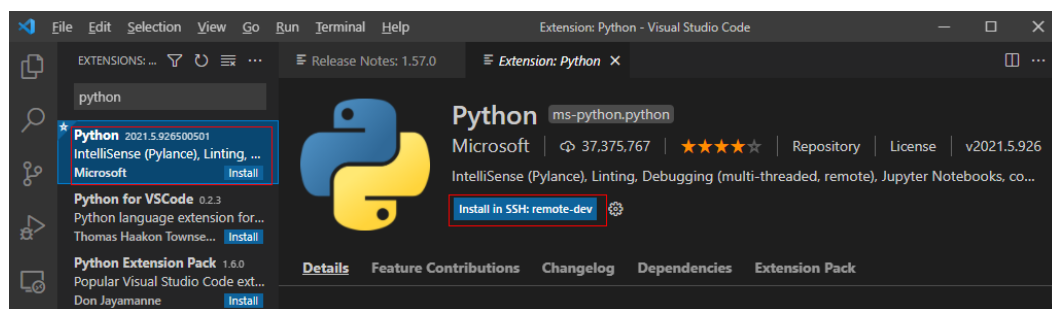 File Edit Selection View Go Run Terminal Help
Extension: Python - Visual Studio Code
EXTENSIONS: ...
Release Notes: 1.57.0
Extension: Python
python
Python 2021.5.926500501
IntelliSense (Pylance), Linting, ...
Microsoft Install
Python for VSCode 0.2.3
Python language extension for...
Thomas Haakon Townse... Install
Python Extension Pack 1.6.0
Popular Visual Studio Code ext...
Don Jayamanne Install
Python ms-python.python
Microsoft 37,375,767 Repository License v2021.5.926
IntelliSense (Pylance), Linting, Debugging (multi-threaded, remote), Jupyter Notebooks, co...
Install in SSH: remote-dev
Details Feature Contributions Changelog Dependencies Extension Pack